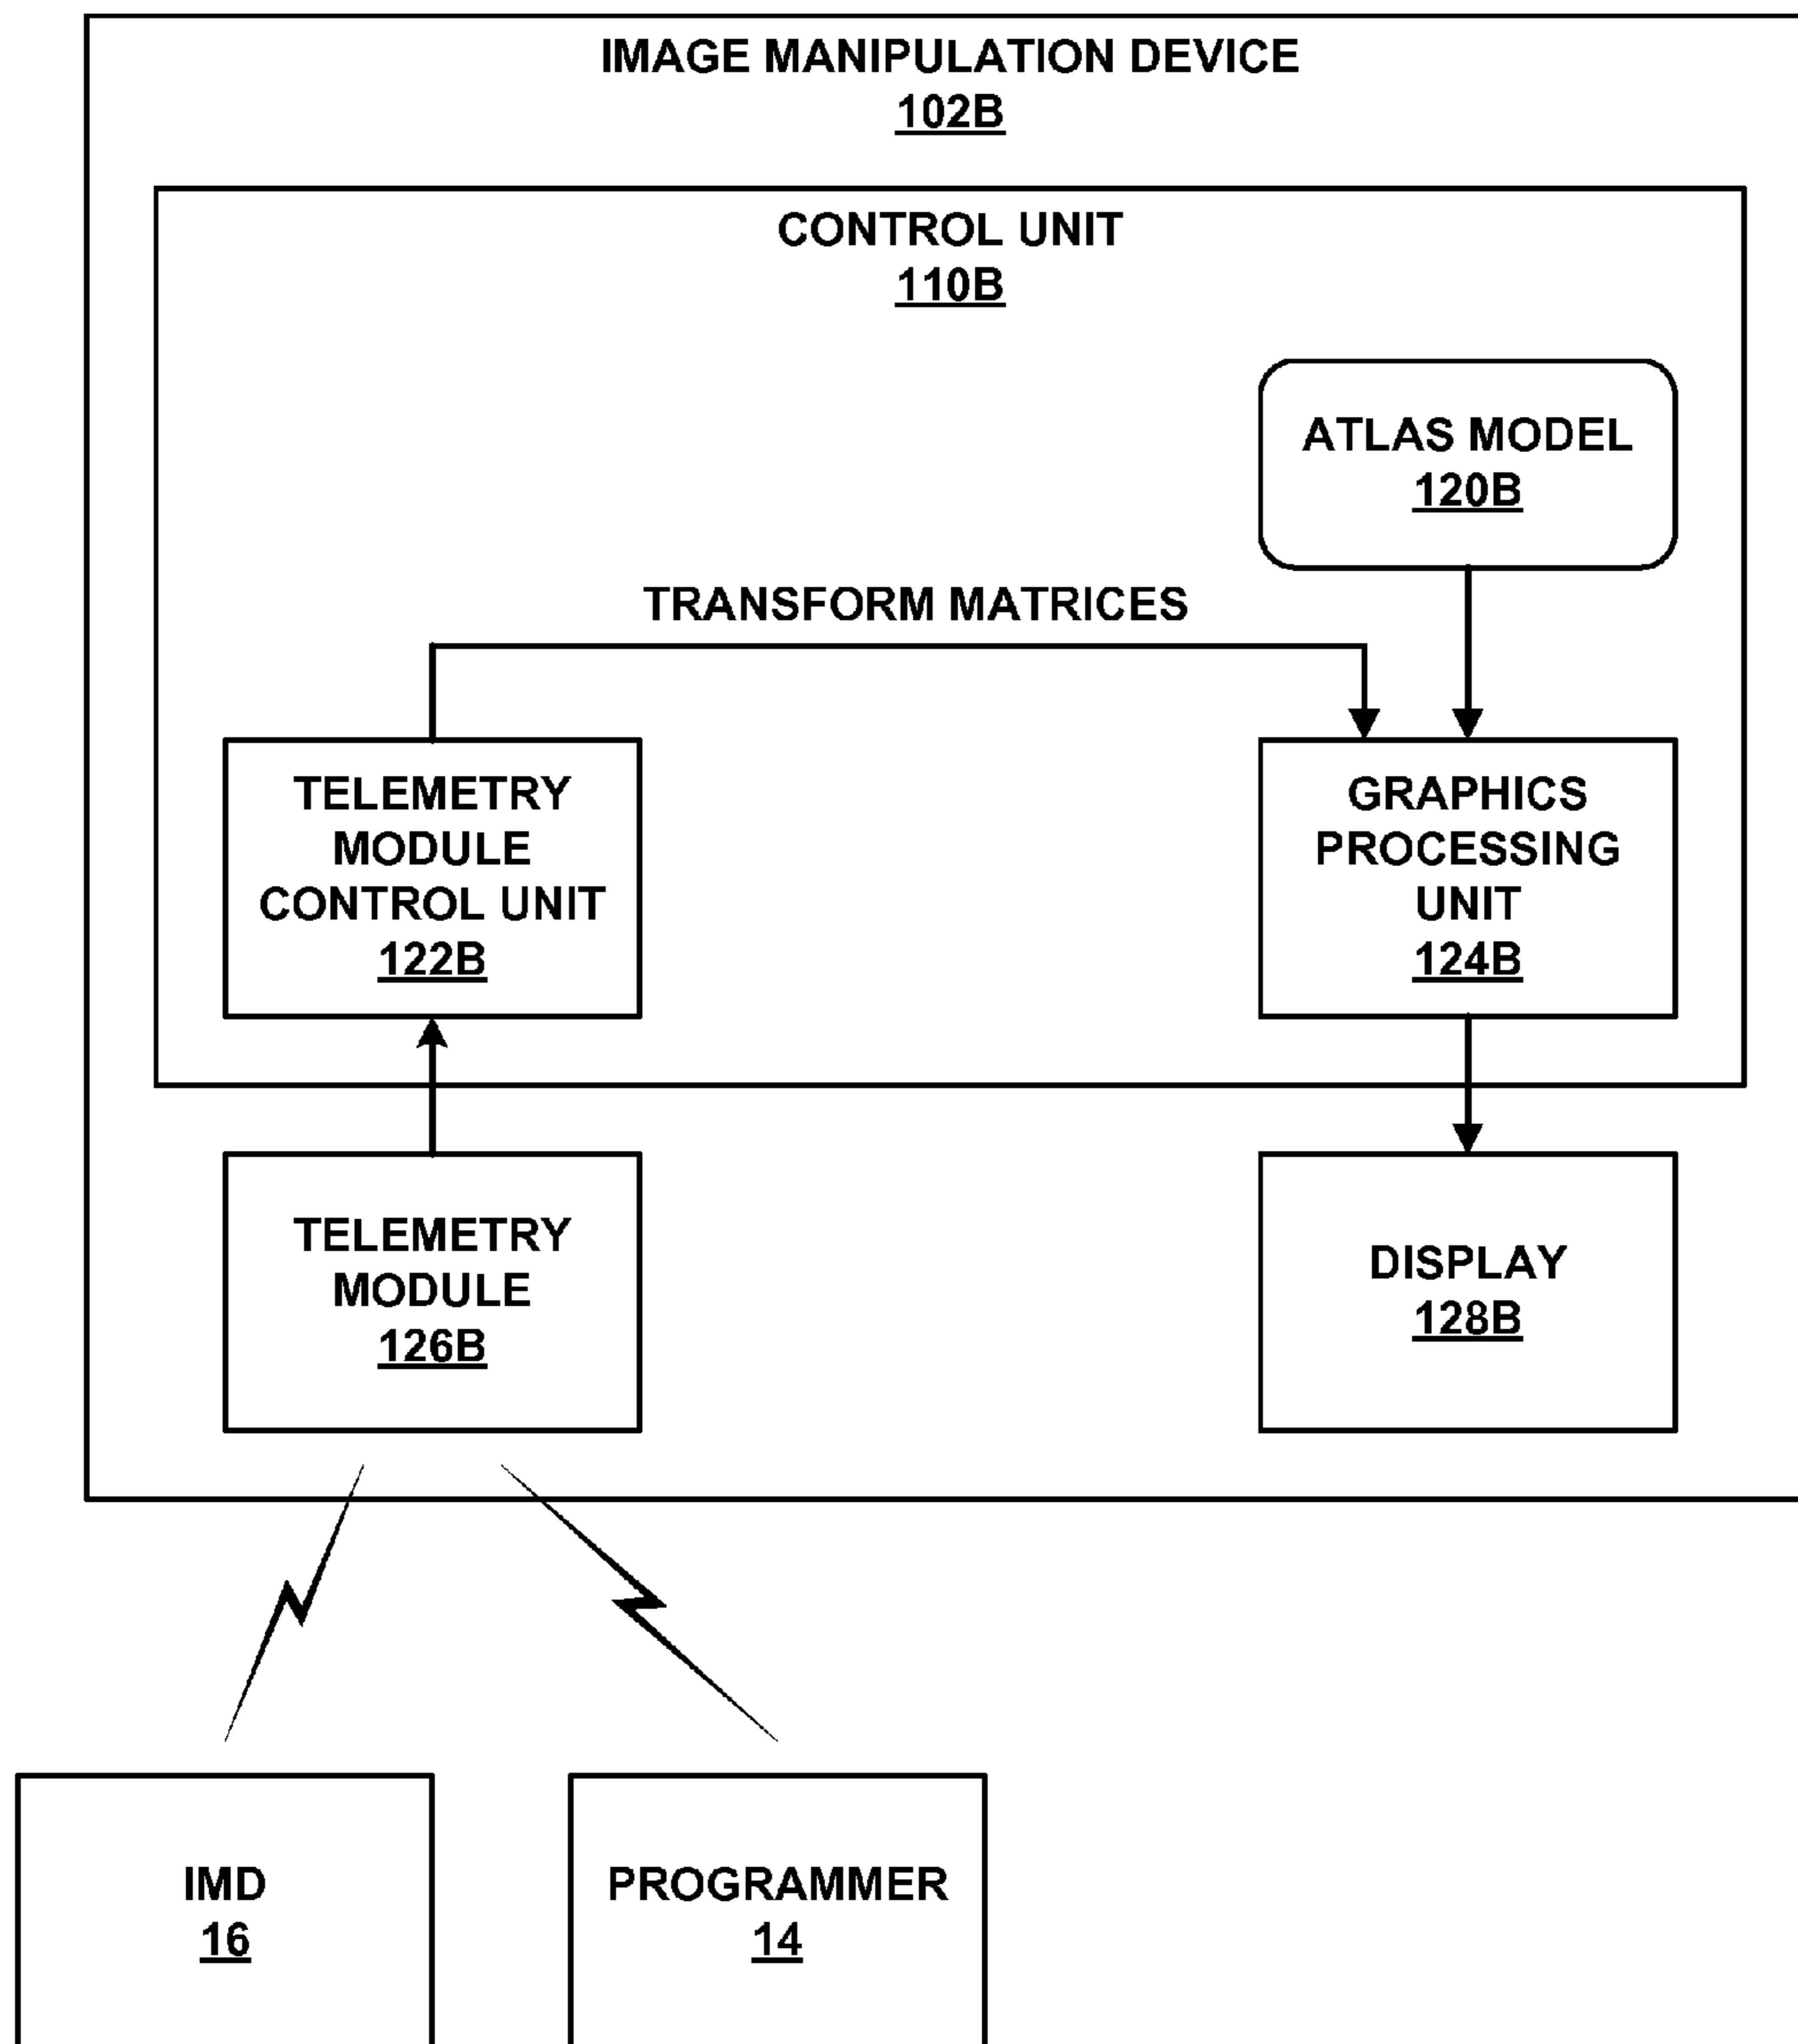 IMAGE MANIPULATION DEVICE
102B
CONTROL UNIT
110B
ATLAS MODEL
120B
TRANSFORM MATRICES
TELEMETRY
MODULE
CONTROL UNIT
122B
GRAPHICS
PROCESSING
UNIT
124B
TELEMETRY
MODULE
126B
DISPLAY
128B
IMD
16
PROGRAMMER
14